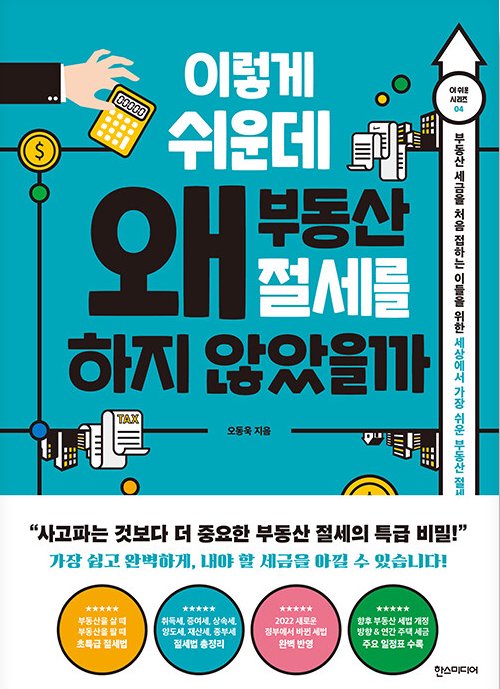 이렇게
쉬운데
왜 부동산
절세를
하지 않았을까
이 쉬운
시리즈
04
부동산 세금을 처음 접하는 이들을 위한 세상에서 가장 쉬운 부동산 절세
TAX
오동욱 지음
“사고파는 것보다 더 중요한 부동산 절세의 특급 비밀!”
가장 쉽고 완벽하게, 내야 할 세금을 아낄 수 있습니다!
★★★★★
부동산을 살 때
부동산을 팔 때
초특급 절세법
★★★★★
취득세, 증여세, 상속세,
양도세, 재산세, 종부세
절세법 총정리
★★★★★
2022 새로운
정부에서 바뀐 세법
완벽 반영
★★★★★
향후 부동산 세법 개정
방향 & 연간 주택 세금
주요 일정표 수록
한스미디어